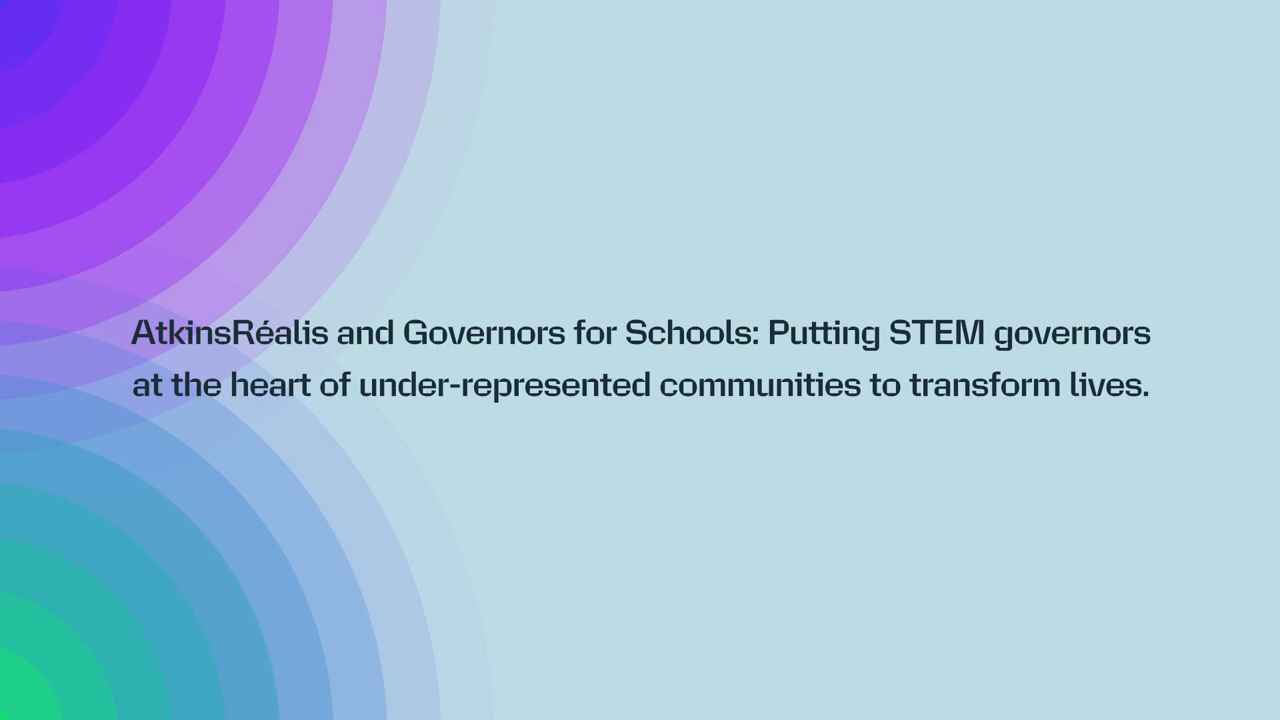 AtkinsRéalis and Governors for Schools: Putting STEM governors
at the heart of under-represented communities to transform lives.